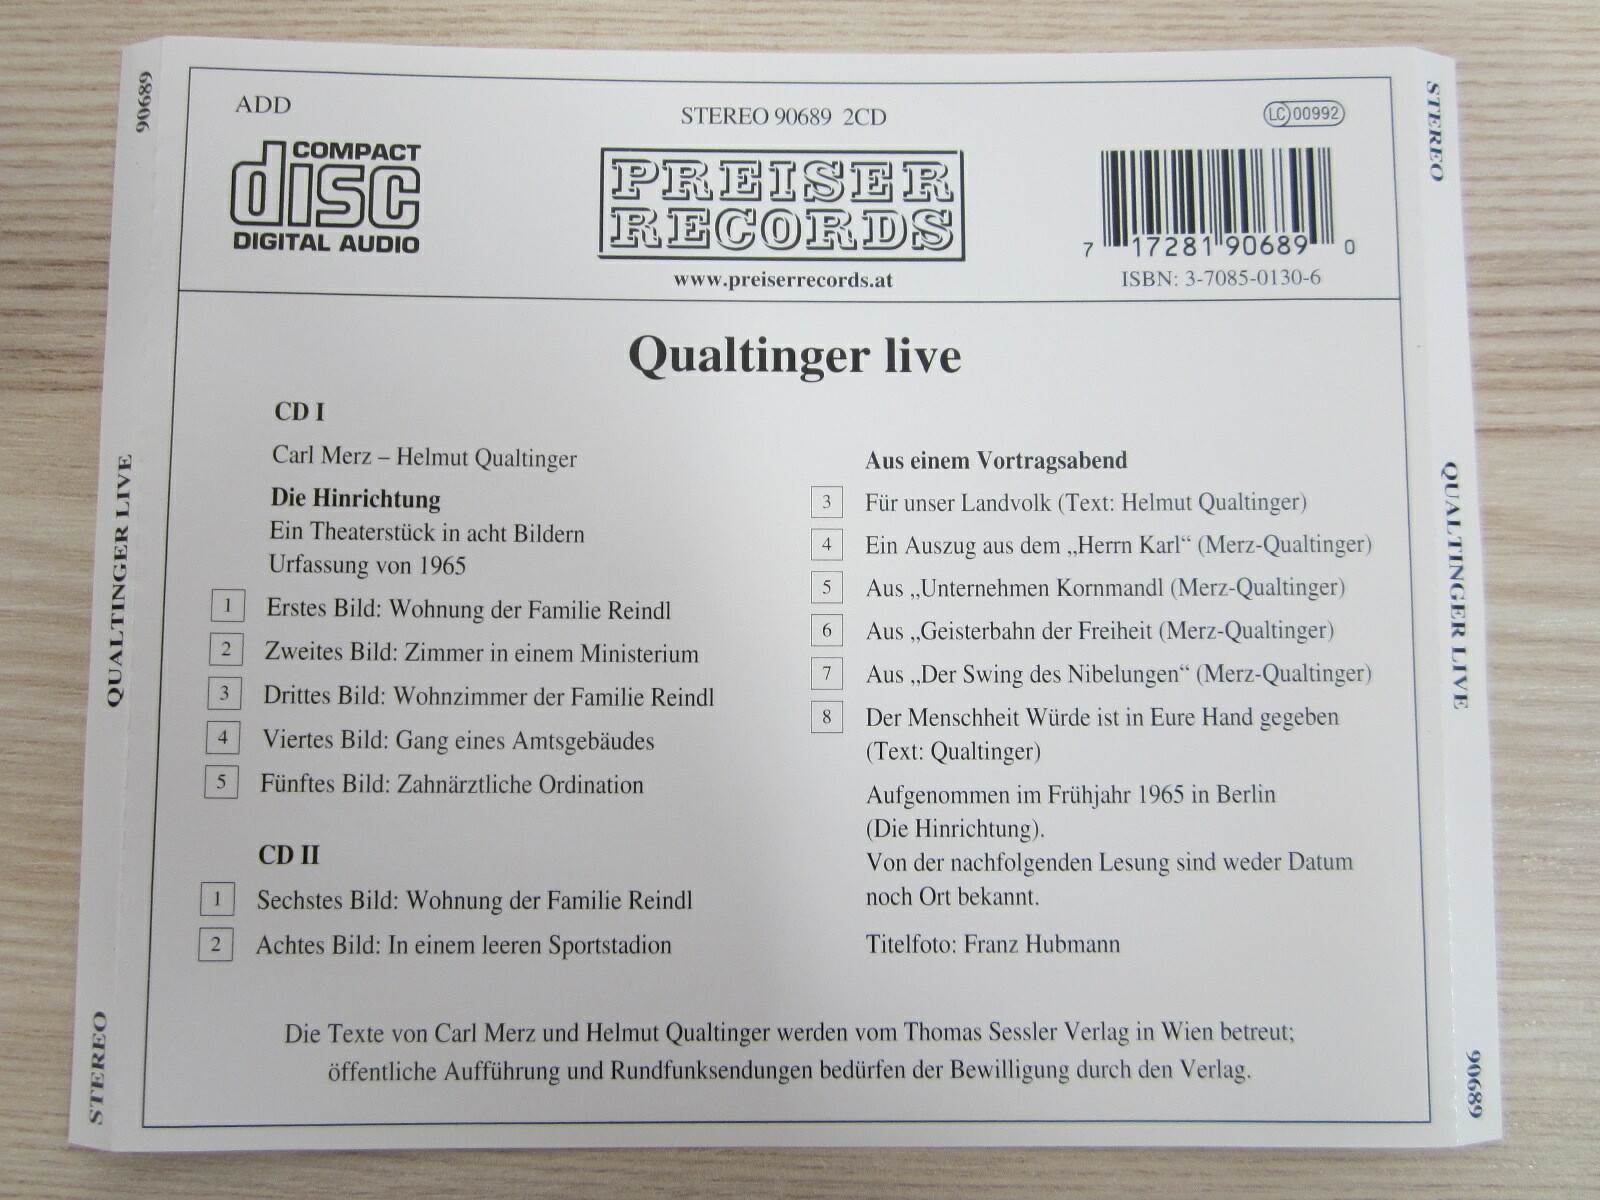 ADD
COMPACT
disc
DIGITAL AUDIO
STEREO 90689 2CD
PREISER
RECORDS
www.preiserrecords.at
LC 00992
7 17281 90689 0
ISBN: 3-7085-0130-6
Qualtinger live
CD I
Carl Merz – Helmut Qualtinger
Die Hinrichtung
Ein Theaterstück in acht Bildern
Urfassung von 1965
1 Erstes Bild: Wohnung der Familie Reindl
2 Zweites Bild: Zimmer in einem Ministerium
3 Drittes Bild: Wohnzimmer der Familie Reindl
4 Viertes Bild: Gang eines Amtsgebäudes
5 Fünftes Bild: Zahnärztliche Ordination
CD II
1 Sechstes Bild: Wohnung der Familie Reindl
2 Achtes Bild: In einem leeren Sportstadion
Aus einem Vortragsabend
3 Für unser Landvolk (Text: Helmut Qualtinger)
4 Ein Auszug aus dem „Herrn Karl“ (Merz-Qualtinger)
5 Aus „Unternehmen Kornmandl (Merz-Qualtinger)
6 Aus „Geisterbahn der Freiheit (Merz-Qualtinger)
7 Aus „Der Swing des Nibelungen“ (Merz-Qualtinger)
8 Der Menschheit Würde ist in Eure Hand gegeben
(Text: Qualtinger)
Aufgenommen im Frühjahr 1965 in Berlin
(Die Hinrichtung).
Von der nachfolgenden Lesung sind weder Datum
noch Ort bekannt.
Titelfoto: Franz Hubmann
Die Texte von Carl Merz und Helmut Qualtinger werden vom Thomas Sessler Verlag in Wien betreut;
öffentliche Aufführung und Rundfunksendungen bedürfen der Bewilligung durch den Verlag.
STEREO QUALTINGER LIVE 90689
STEREO QUALTINGER LIVE 90689